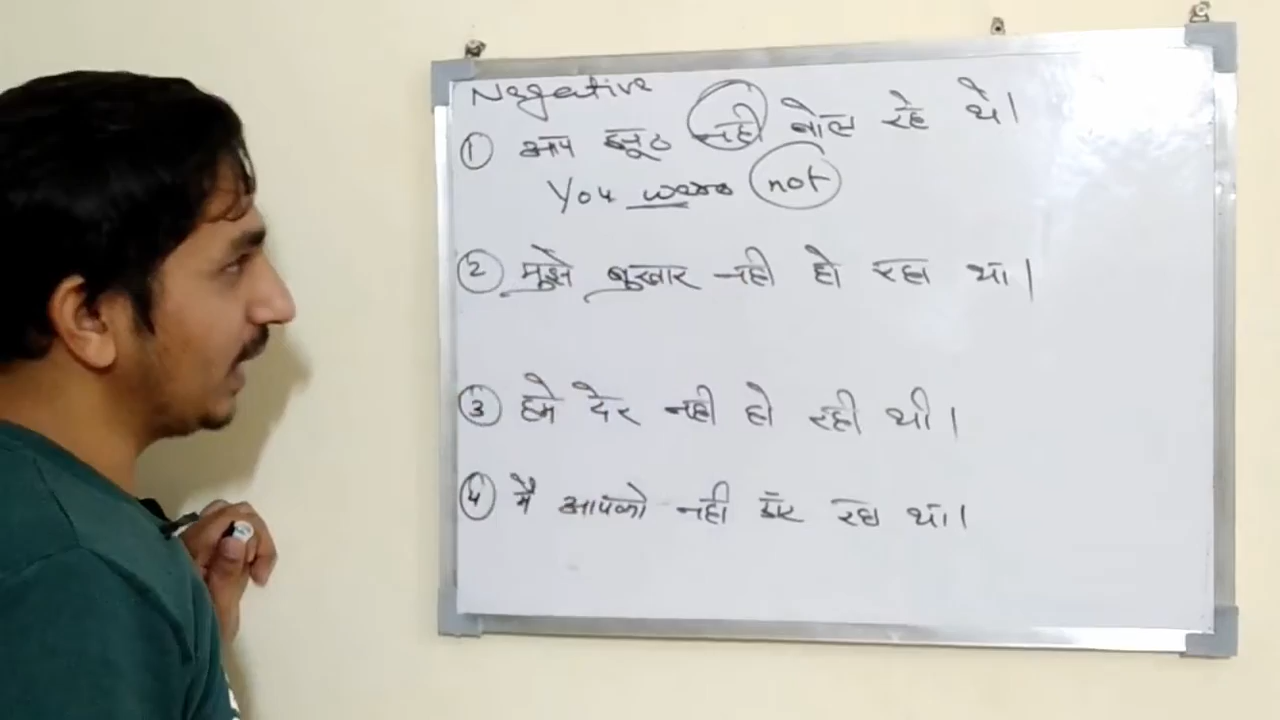 Negative
① आप झूठ नही बोल रहे थे।
You were not
② मुझे बुखार नही हो रहा था।
③ हमे देर नही हो रही थी।
④ मै आपको नही रहा था।